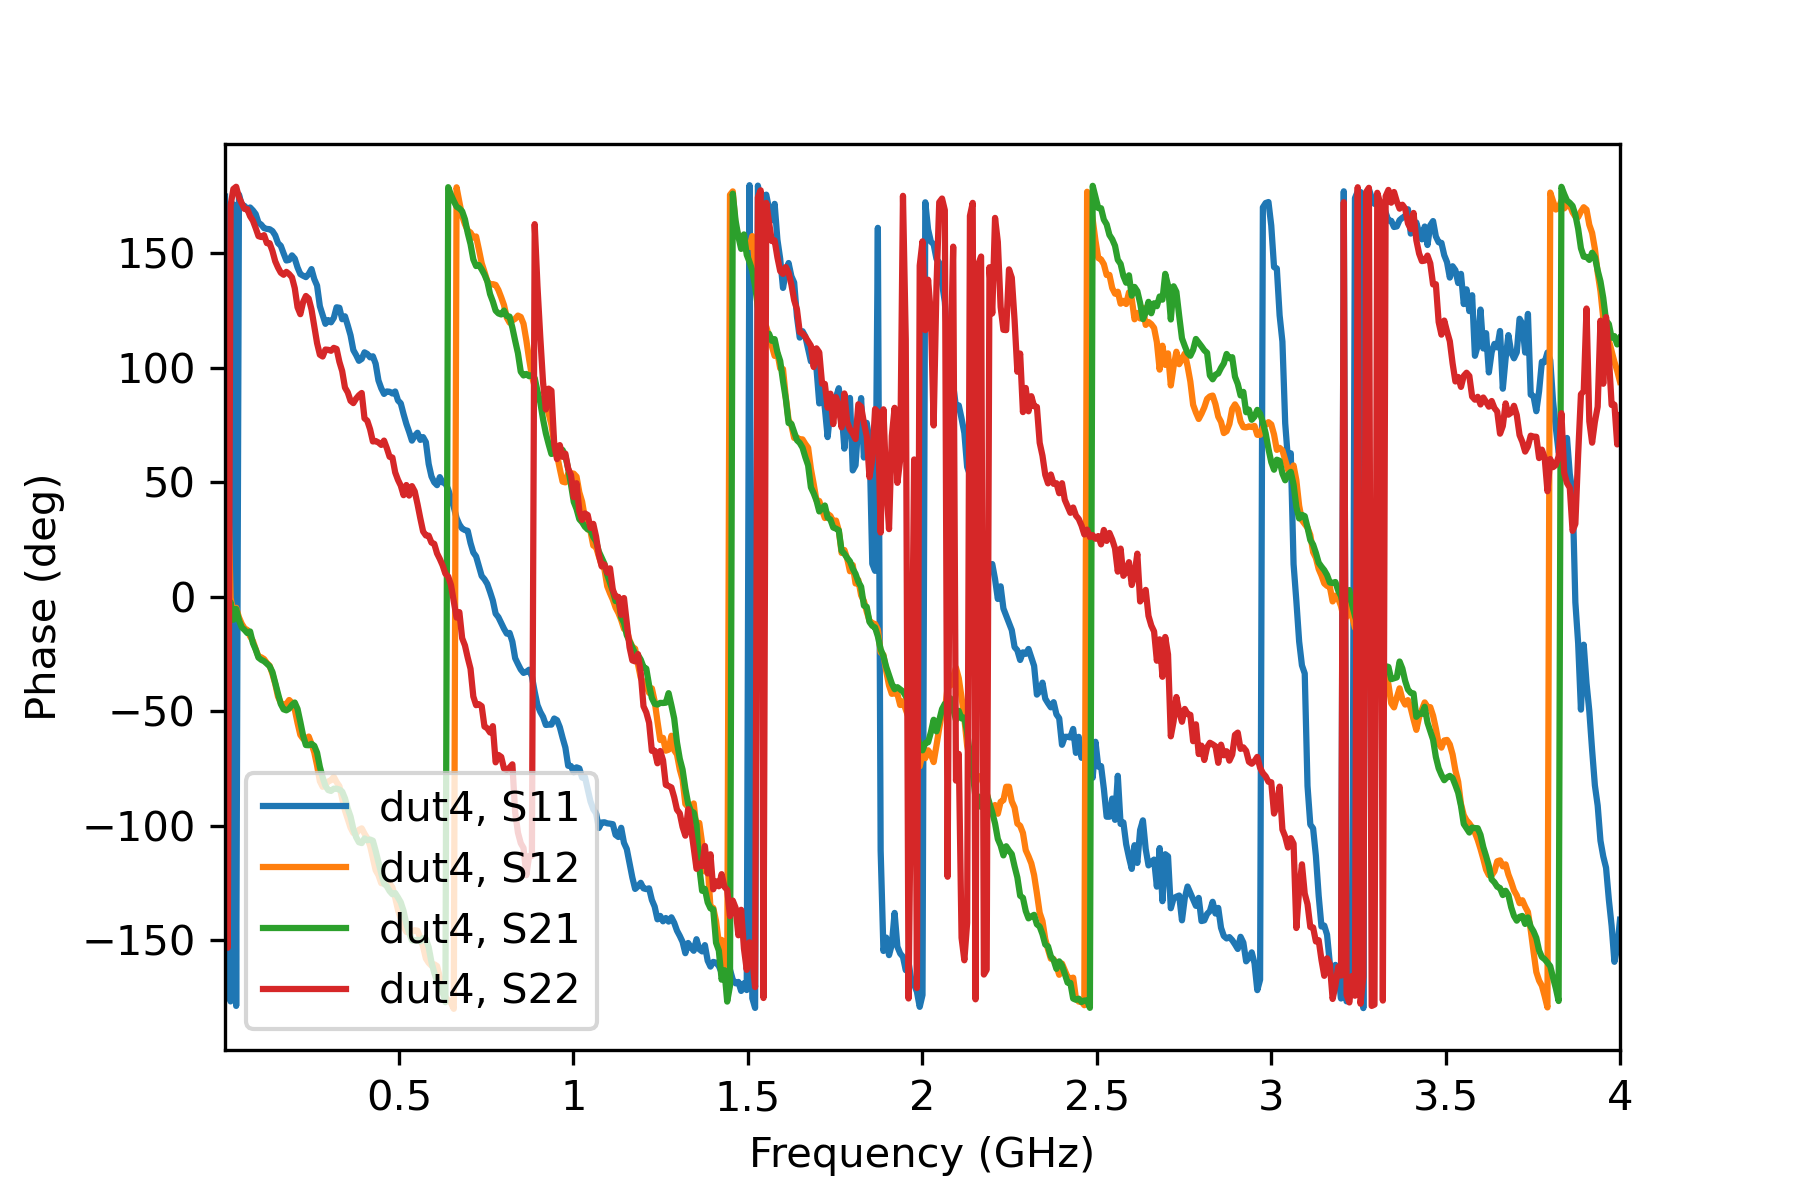 150
100
50
0
−50
−100
−150
Phase (deg)
dut4, S11
dut4, S12
dut4, S21
dut4, S22
0.5 1 1.5 2 2.5 3 3.5 4
Frequency (GHz)